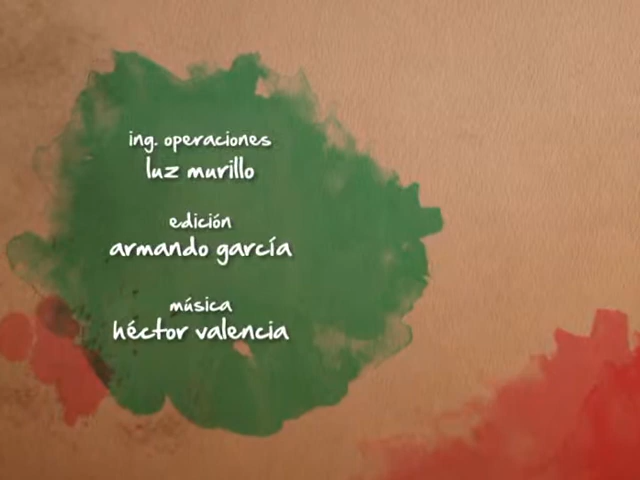 ing. operaciones
luz murillo
edición
armando garcía
música
héctor valencia